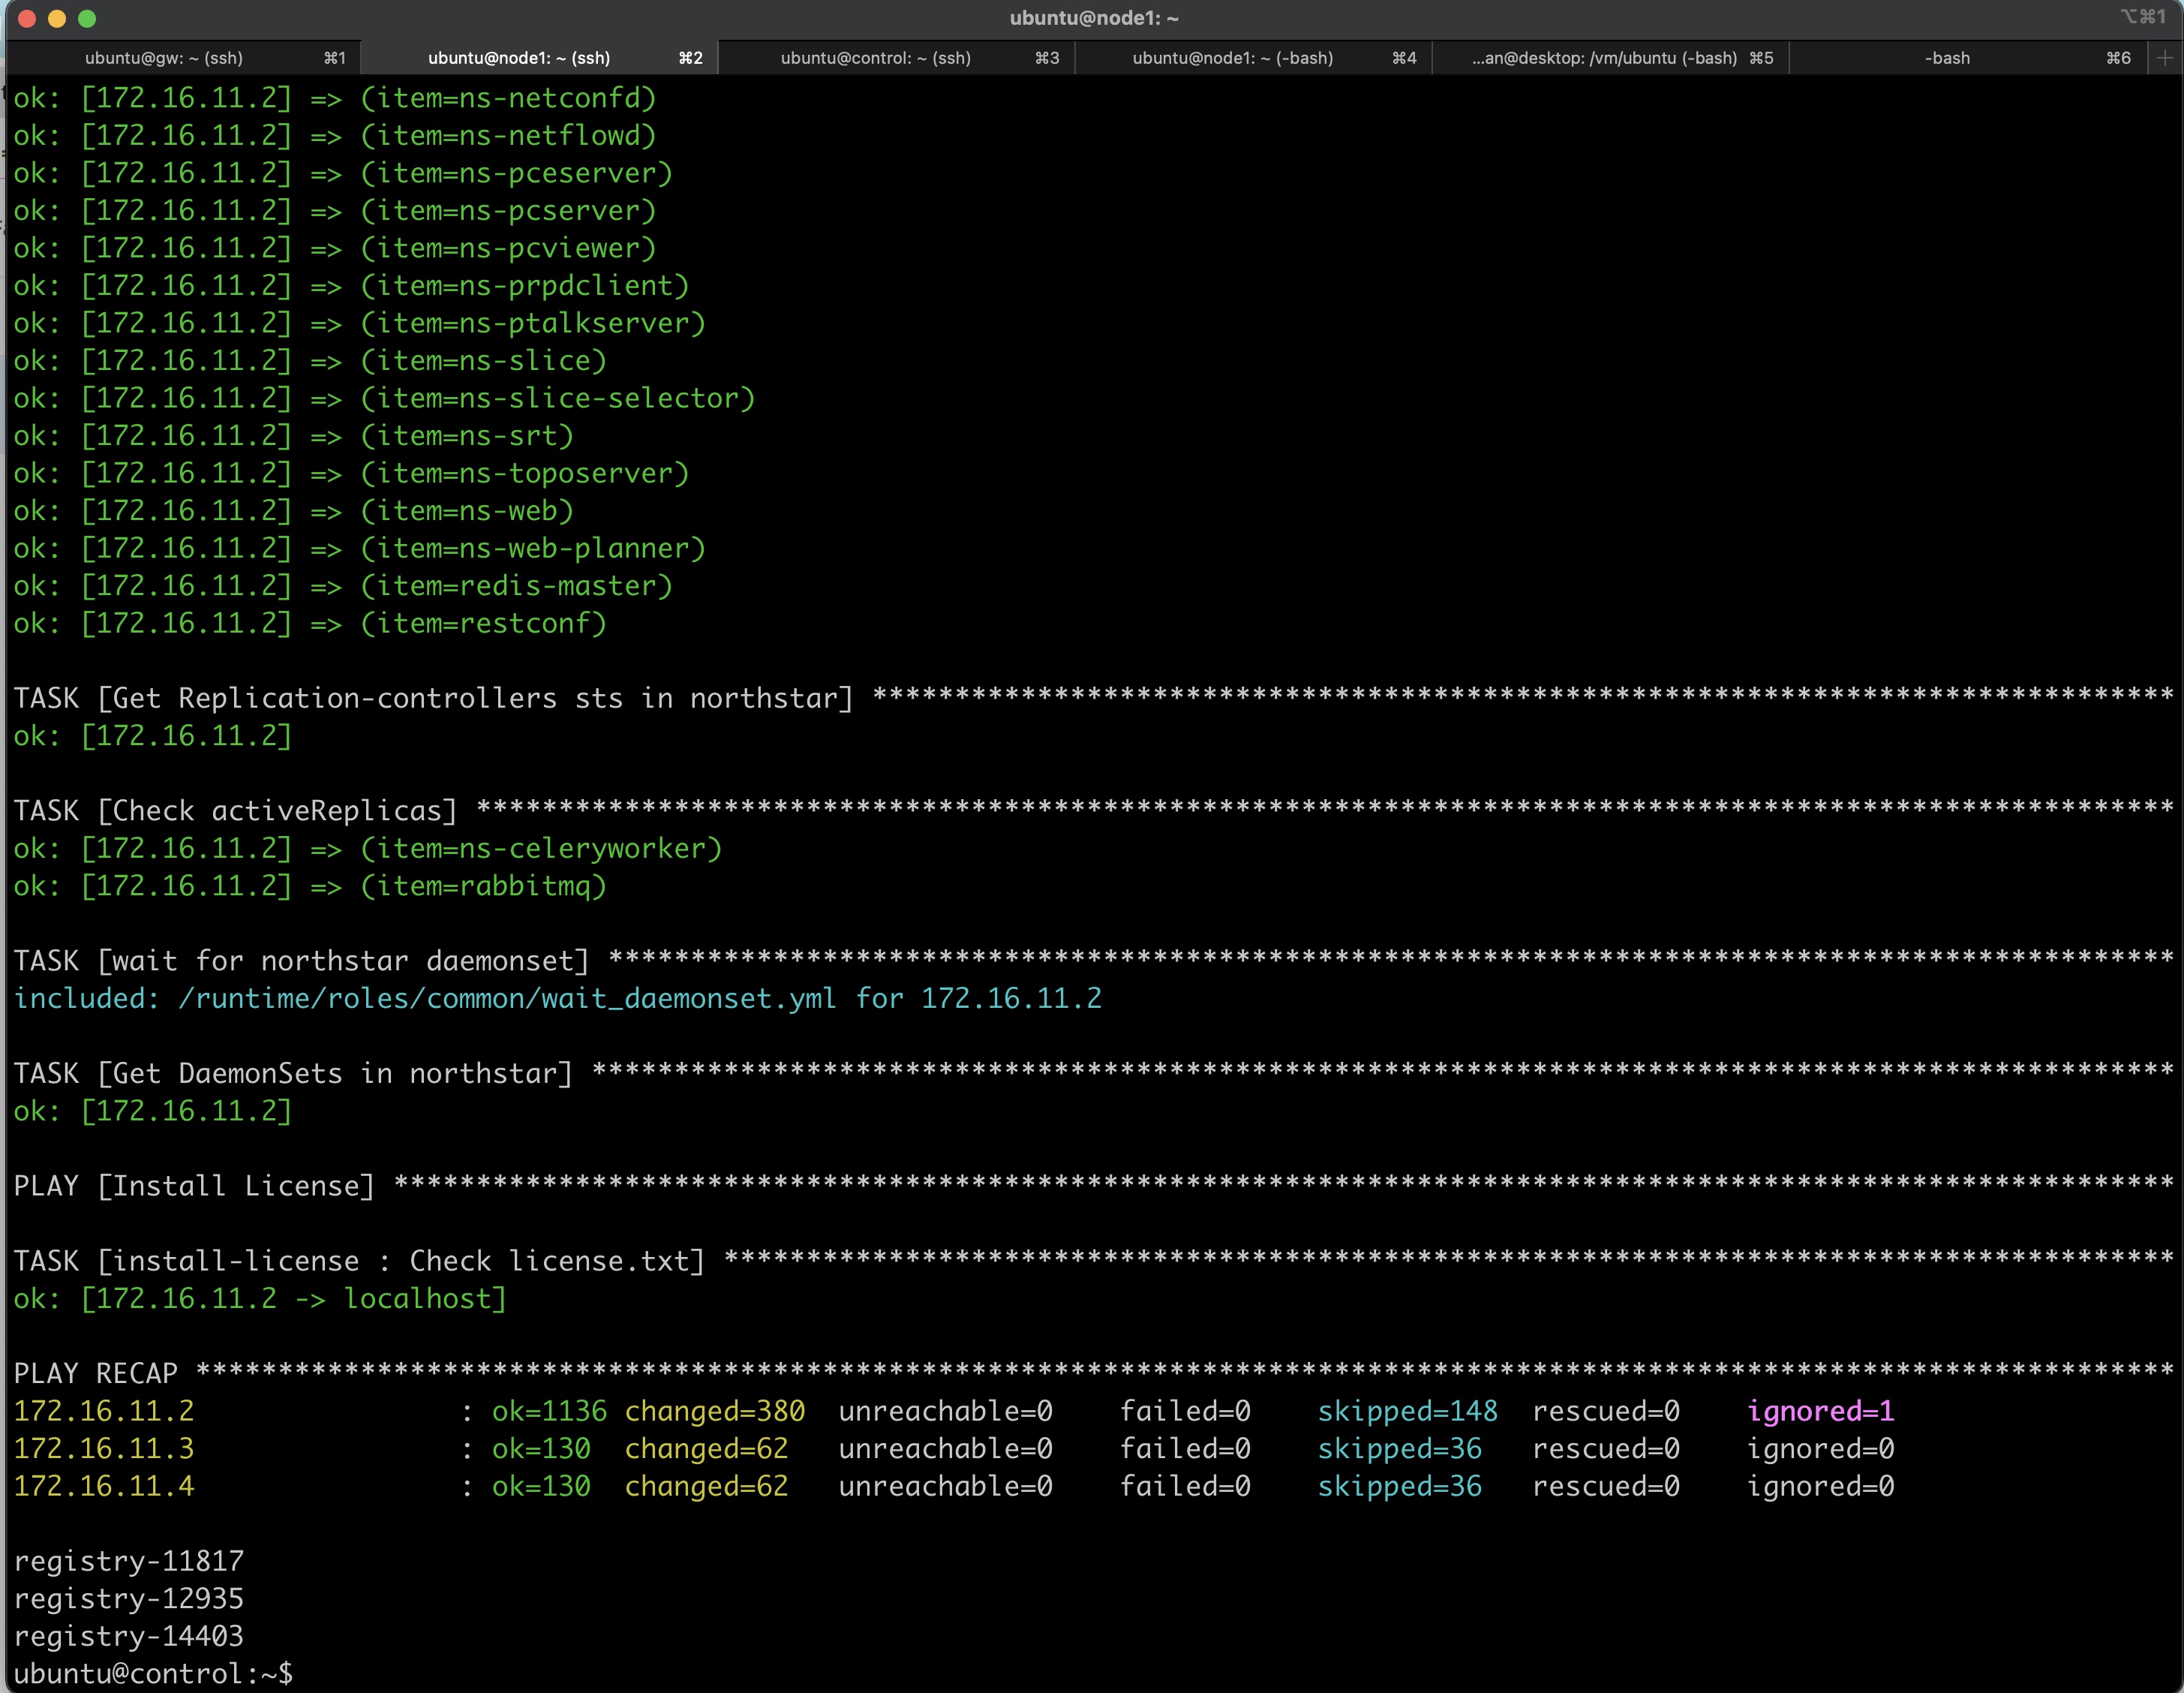 ubuntu@node1: ~
⌥⌘1
ubuntu@gw: ~ (ssh) ⌘1 ubuntu@node1: ~ (ssh) ⌘2 ubuntu@control: ~ (ssh) ⌘3 ubuntu@node1: ~ (-bash) ⌘4 ...an@desktop: /vm/ubuntu (-bash) ⌘5 -bash ⌘6 +
ok: [172.16.11.2] => (item=ns-netconfd)
ok: [172.16.11.2] => (item=ns-netflowd)
ok: [172.16.11.2] => (item=ns-pceserver)
ok: [172.16.11.2] => (item=ns-pcserver)
ok: [172.16.11.2] => (item=ns-pcviewer)
ok: [172.16.11.2] => (item=ns-prpdclient)
ok: [172.16.11.2] => (item=ns-ptalkserver)
ok: [172.16.11.2] => (item=ns-slice)
ok: [172.16.11.2] => (item=ns-slice-selector)
ok: [172.16.11.2] => (item=ns-srt)
ok: [172.16.11.2] => (item=ns-toposerver)
ok: [172.16.11.2] => (item=ns-web)
ok: [172.16.11.2] => (item=ns-web-planner)
ok: [172.16.11.2] => (item=redis-master)
ok: [172.16.11.2] => (item=restconf)
TASK [Get Replication-controllers sts in northstar] *******************************************************************************
ok: [172.16.11.2]
TASK [Check activeReplicas] *******************************************************************************************************
ok: [172.16.11.2] => (item=ns-celeryworker)
ok: [172.16.11.2] => (item=rabbitmq)
TASK [wait for northstar daemonset] ***********************************************************************************************
included: /runtime/roles/common/wait_daemonset.yml for 172.16.11.2
TASK [Get DaemonSets in northstar] ************************************************************************************************
ok: [172.16.11.2]
PLAY [Install License] ************************************************************************************************************
TASK [install-license : Check license.txt] ****************************************************************************************
ok: [172.16.11.2 -> localhost]
PLAY RECAP ************************************************************************************************************************
172.16.11.2 : ok=1136 changed=380 unreachable=0 failed=0 skipped=148 rescued=0 ignored=1
172.16.11.3 : ok=130 changed=62 unreachable=0 failed=0 skipped=36 rescued=0 ignored=0
172.16.11.4 : ok=130 changed=62 unreachable=0 failed=0 skipped=36 rescued=0 ignored=0
registry-11817
registry-12935
registry-14403
ubuntu@control:~$